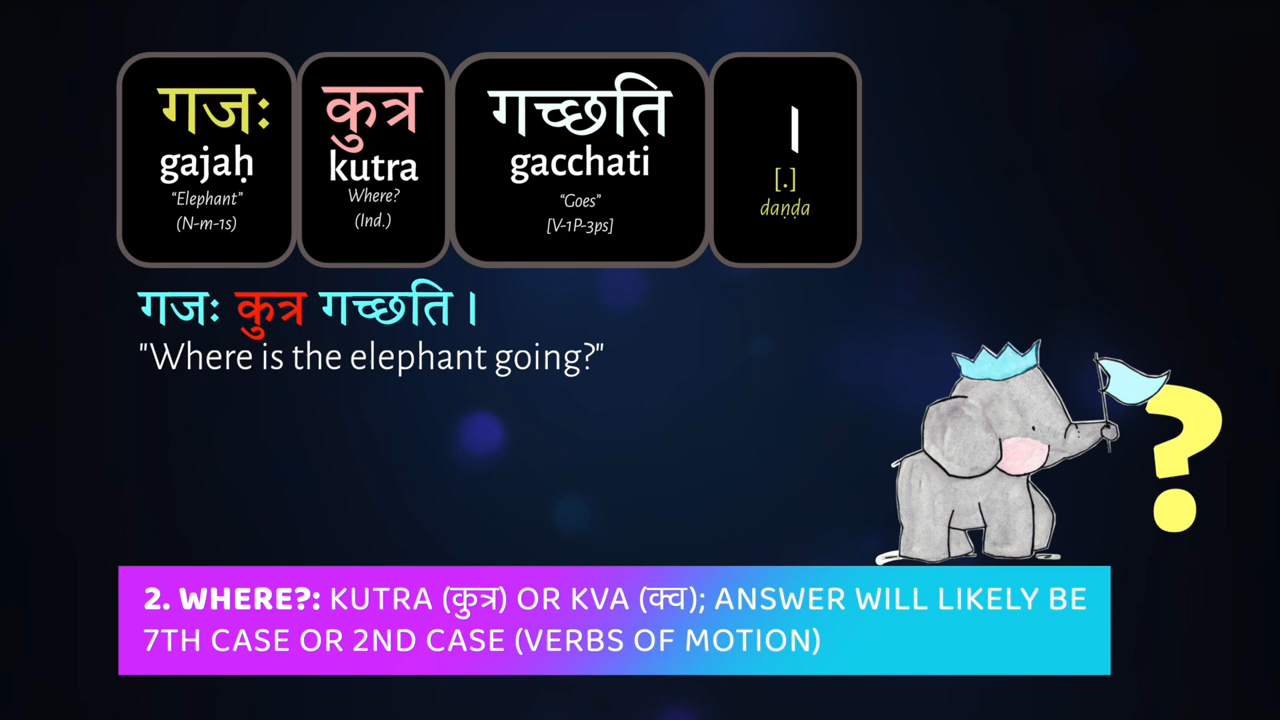 गजः कुत्र गच्छति ।
gajaḥ kutra gacchati [.]
"Elephant" Where? "Goes" daṇḍa
(N-m-1s) (Ind.) [V-1P-3ps]
गजः कुत्र गच्छति ।
"Where is the elephant going?"
?
2. WHERE?: KUTRA (कुत्र) OR KVA (क्व); ANSWER WILL LIKELY BE
7TH CASE OR 2ND CASE (VERBS OF MOTION)